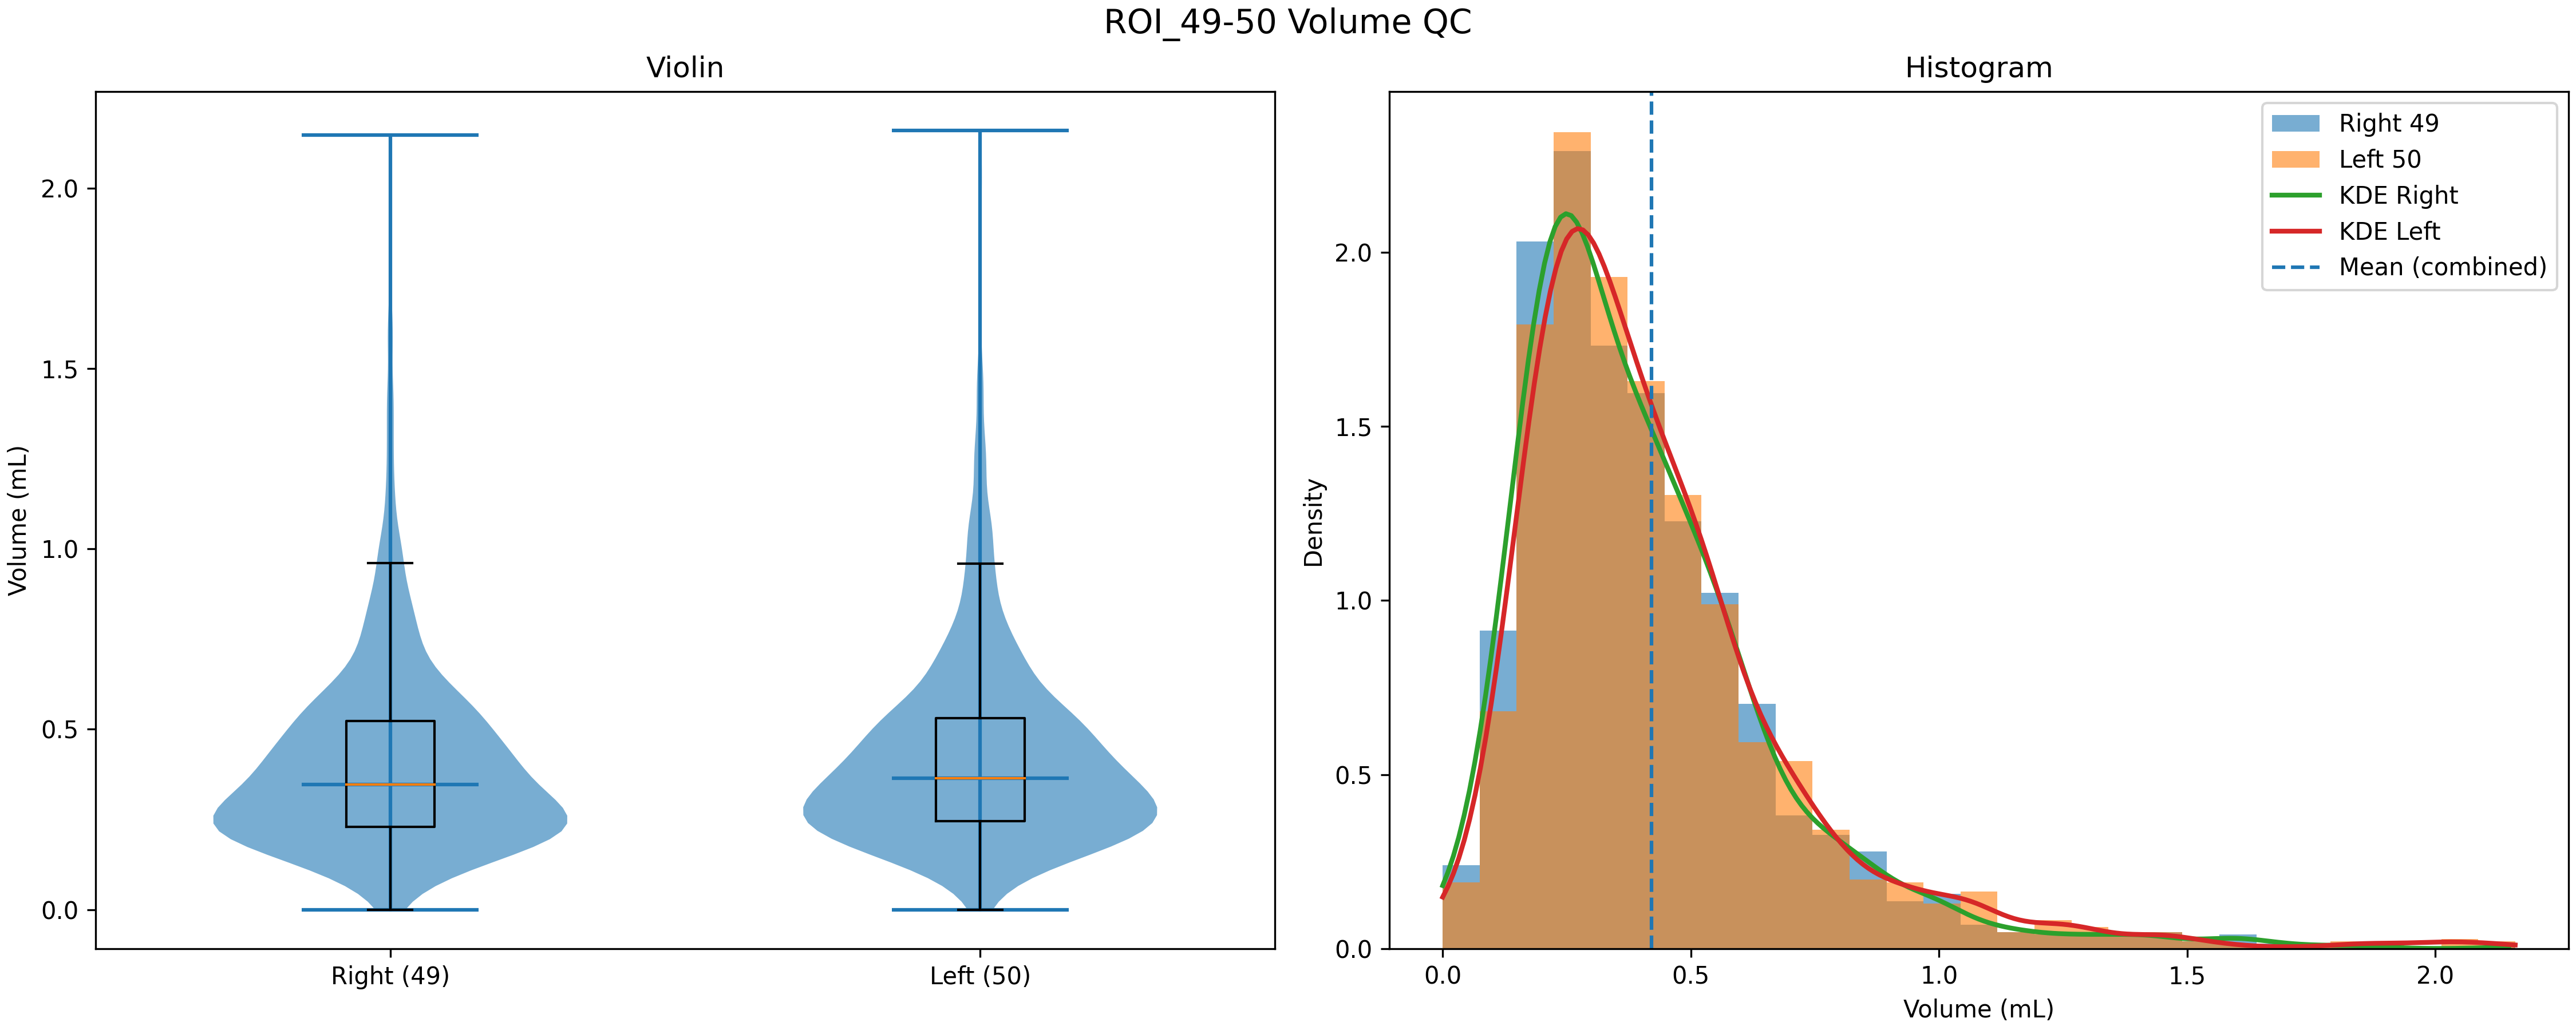 ROI_49-50 Volume QC
Violin
Volume (mL)
2.0
1.5
1.0
0.5
0.0
Right (49)
Left (50)
Histogram
Density
2.0
1.5
1.0
0.5
0.0
0.0
0.5
1.0
1.5
2.0
Volume (mL)
Right 49
Left 50
KDE Right
KDE Left
Mean (combined)